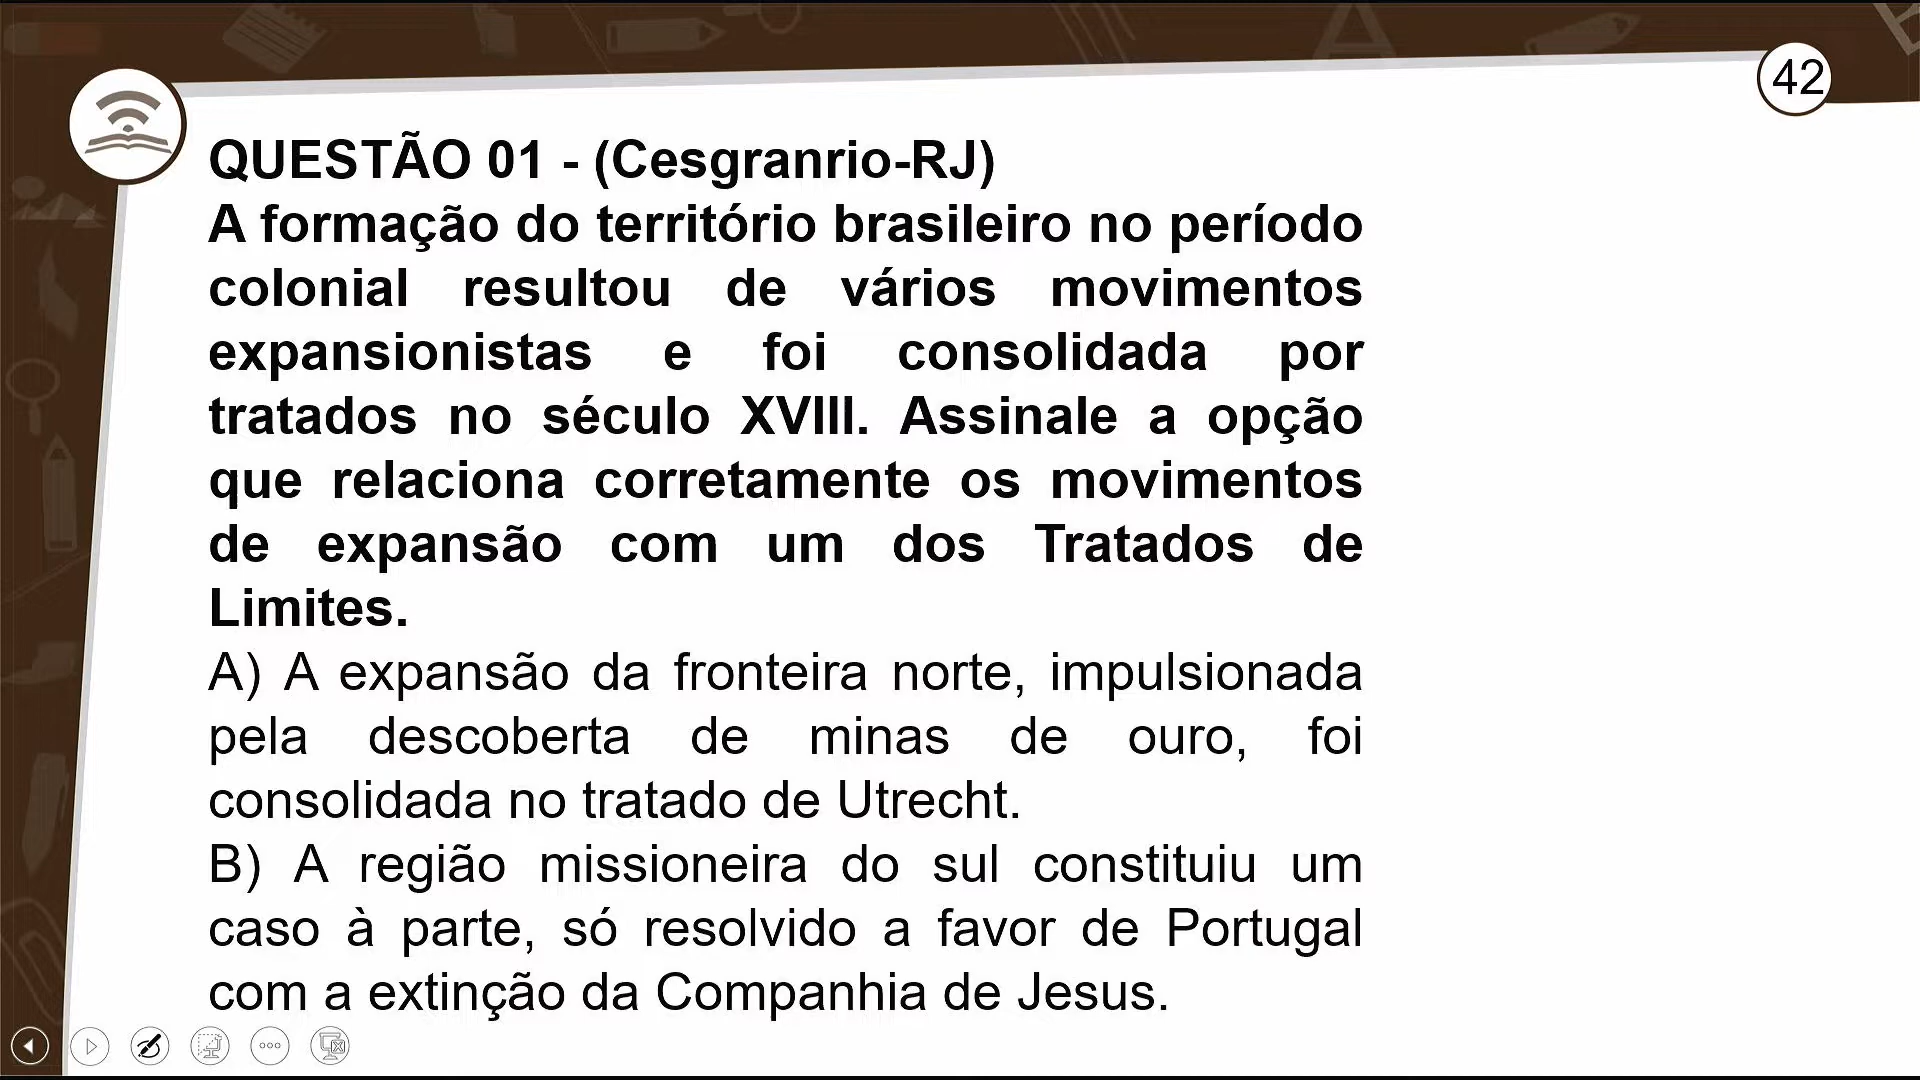 42
QUESTÃO 01 - (Cesgranrio-RJ)
A formação do território brasileiro no período
colonial resultou de vários movimentos
expansionistas e foi consolidada por
tratados no século XVIII. Assinale a opção
que relaciona corretamente os movimentos
de expansão com um dos Tratados de
Limites.
A) A expansão da fronteira norte, impulsionada
pela descoberta de minas de ouro, foi
consolidada no tratado de Utrecht.
B) A região missioneira do sul constituiu um
caso à parte, só resolvido a favor de Portugal
com a extinção da Companhia de Jesus.